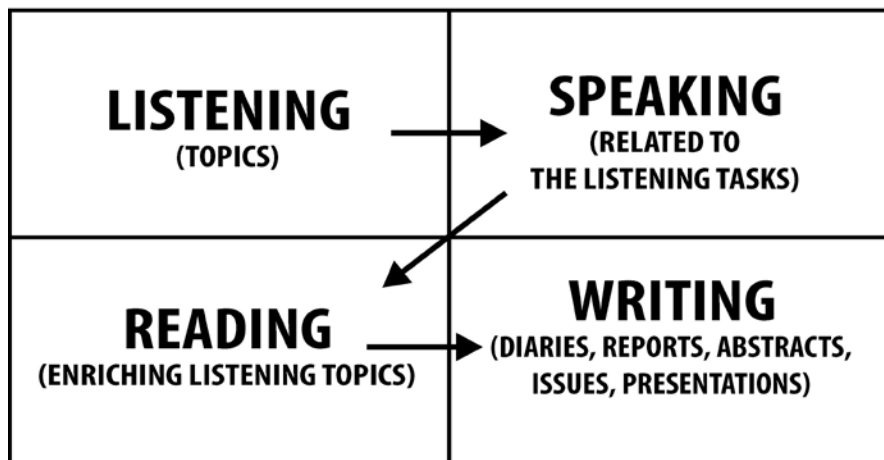 LISTENING
(TOPICS)
SPEAKING
(RELATED TO
THE LISTENING TASKS)
READING
(ENRICHING LISTENING TOPICS)
WRITING
(DIARIES, REPORTS, ABSTRACTS,
ISSUES, PRESENTATIONS)